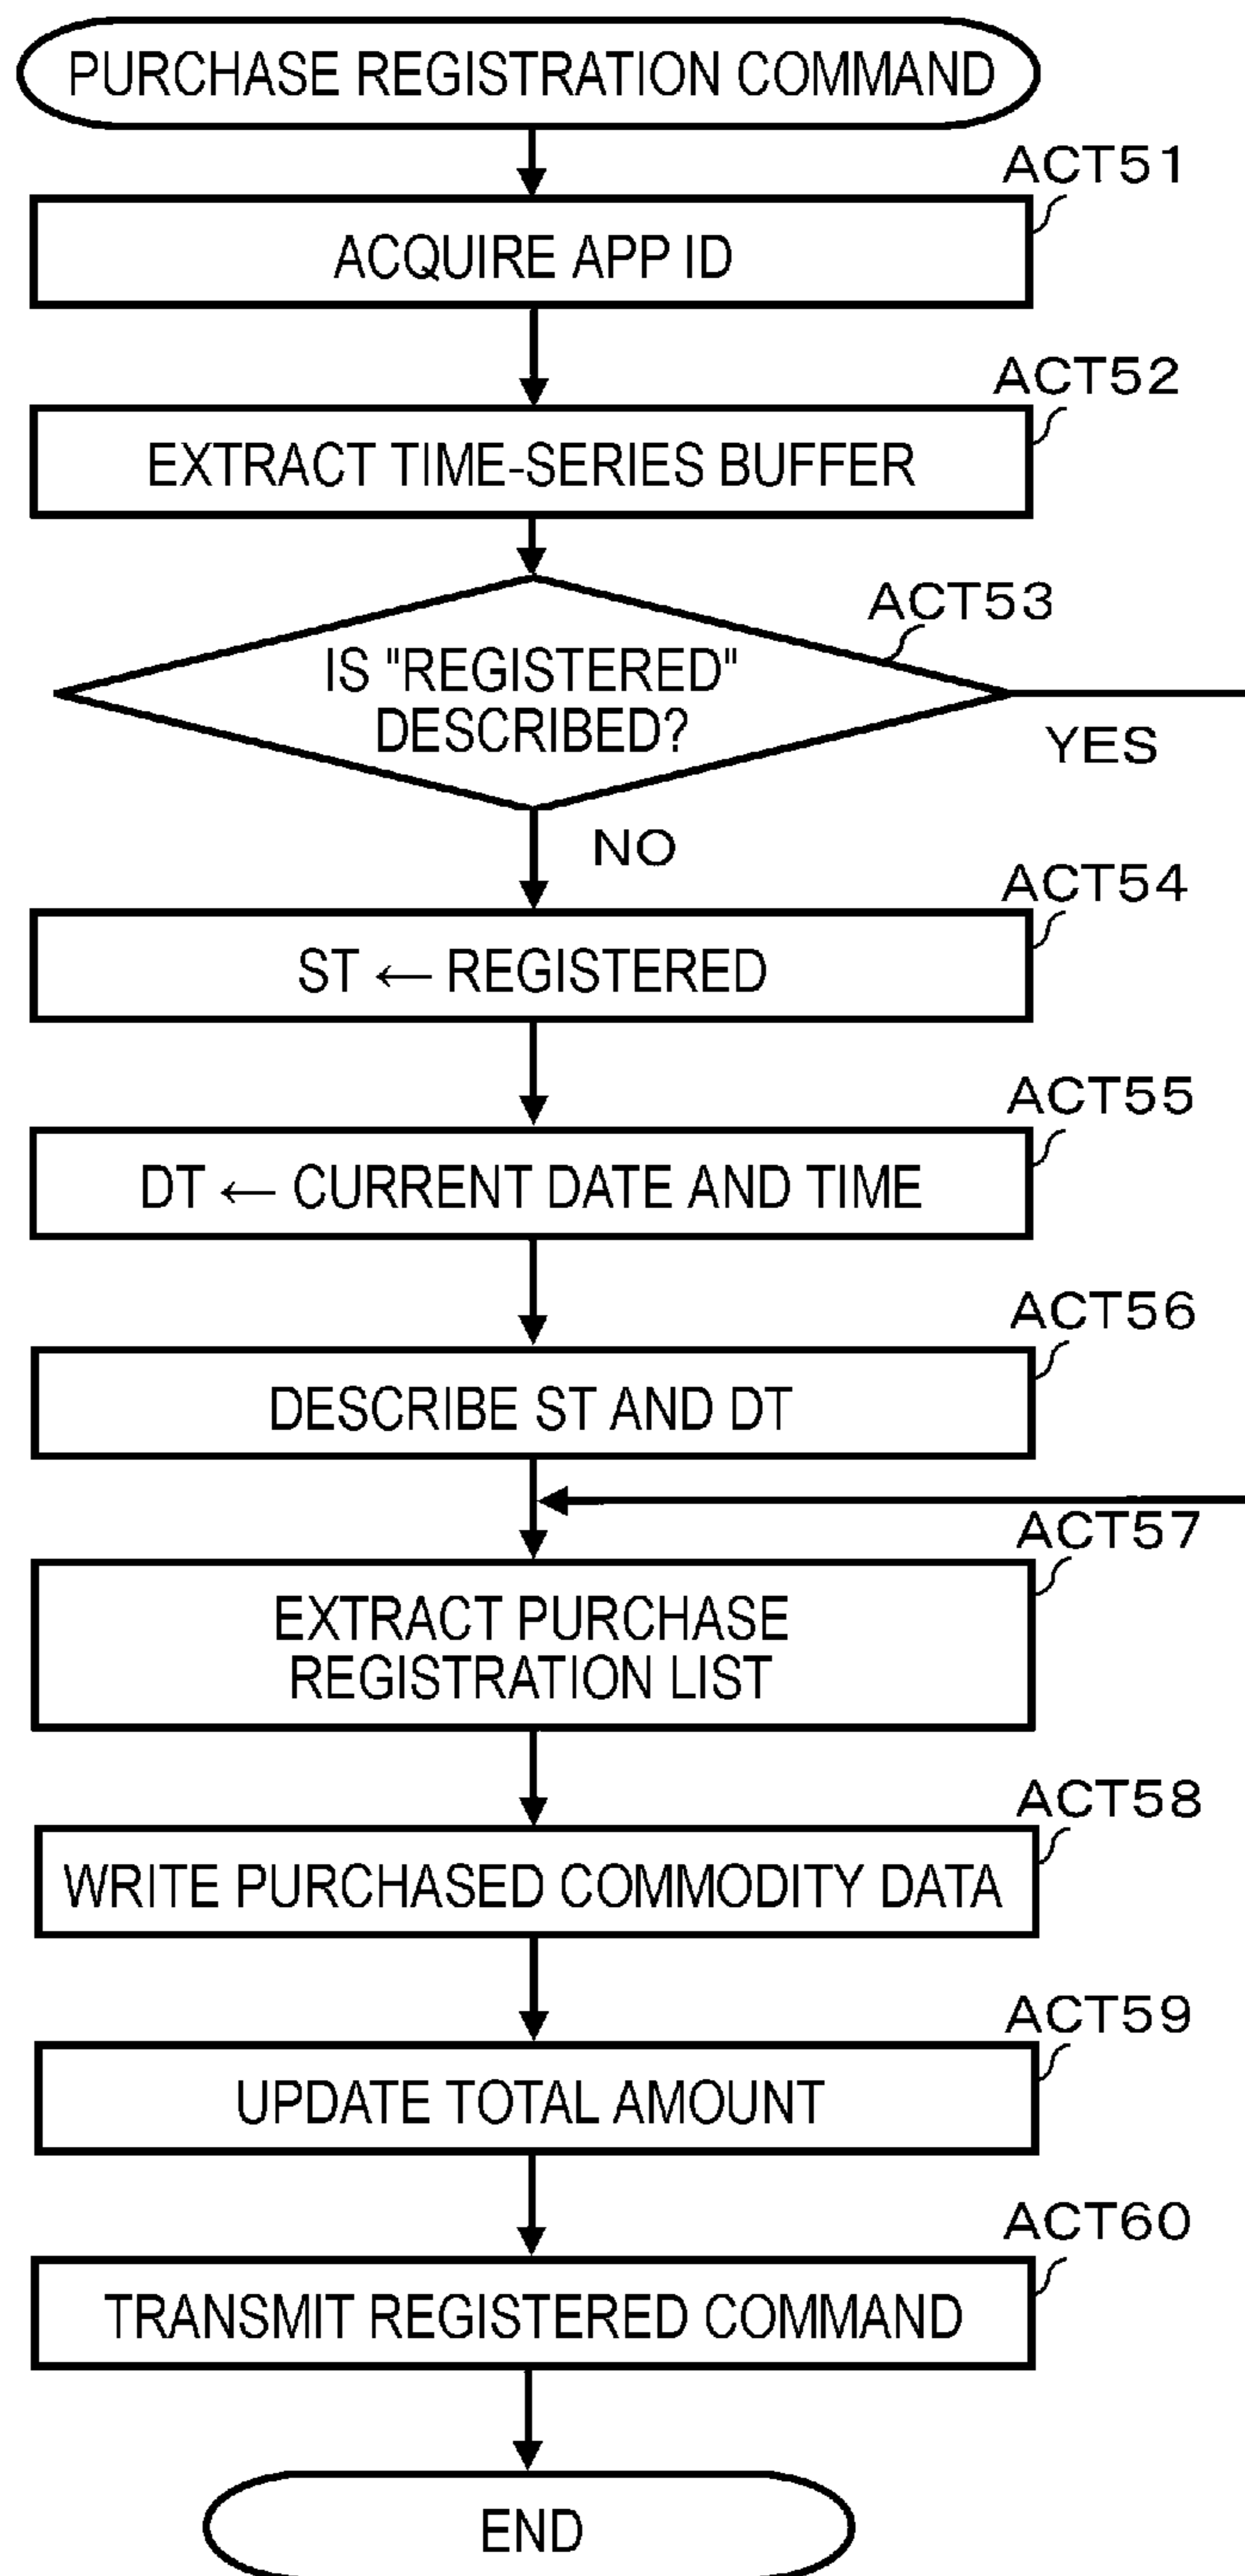 PURCHASE REGISTRATION COMMAND
ACT51
ACQUIRE APP ID
ACT52
EXTRACT TIME-SERIES BUFFER
ACT53
IS "REGISTERED"
DESCRIBED?
YES
NO
ACT54
ST ← REGISTERED
ACT55
DT ← CURRENT DATE AND TIME
ACT56
DESCRIBE ST AND DT
ACT57
EXTRACT PURCHASE
REGISTRATION LIST
ACT58
WRITE PURCHASED COMMODITY DATA
ACT59
UPDATE TOTAL AMOUNT
ACT60
TRANSMIT REGISTERED COMMAND
END